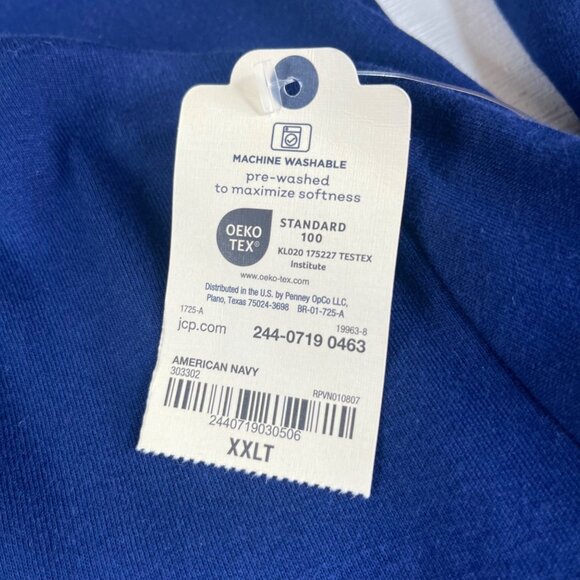 MACHINE WASHABLE
pre-washed
to maximize softness
OEKO
TEX®
STANDARD
100
KL020 175227 TESTEX
Institute
www.oeko-tex.com
Distributed in the U.S. by Penney OpCo LLC,
Plano, Texas 75024-3698 BR-01-725-A
1725-A
19963-8
jcp.com 244-0719 0463
AMERICAN NAVY
303302
RPVN010807
2440719030506
XXLT